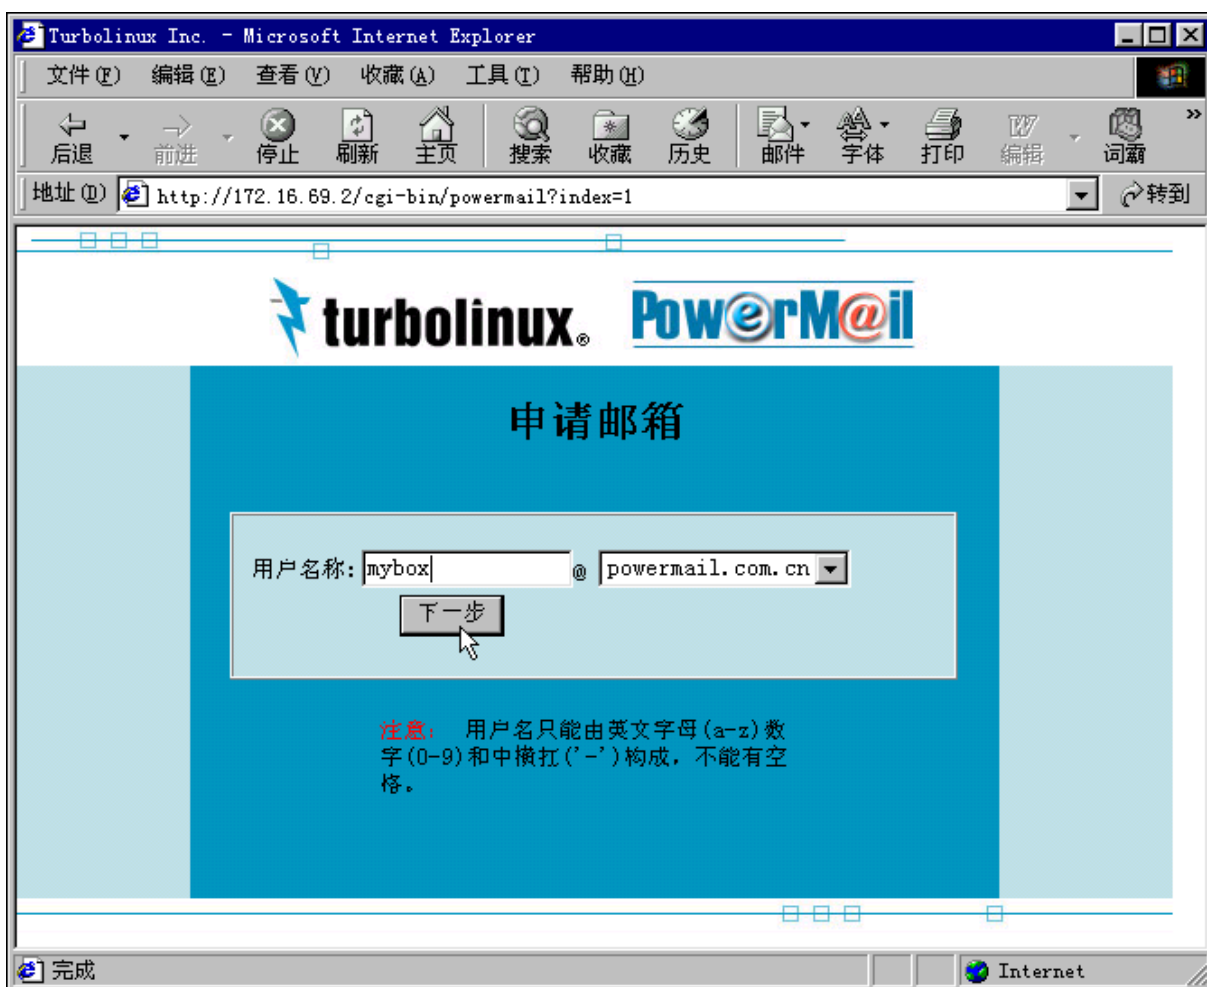 Turbolinux Inc. - Microsoft Internet Explorer
文件(F) 编辑(E) 查看(V) 收藏(A) 工具(T) 帮助(H)
后退 前进 停止 刷新 主页 搜索 收藏 历史 邮件 字体 打印 编辑 词霸 »
地址(D) http://172.16.69.2/cgi-bin/powermail?index=1 转到
turbolinux® PowerM@il
申请邮箱
用户名称: mybox @ powermail.com.cn
下一步
注意: 用户名只能由英文字母(a-z)数
字(0-9)和中横扛('-')构成，不能有空
格。
完成 Internet